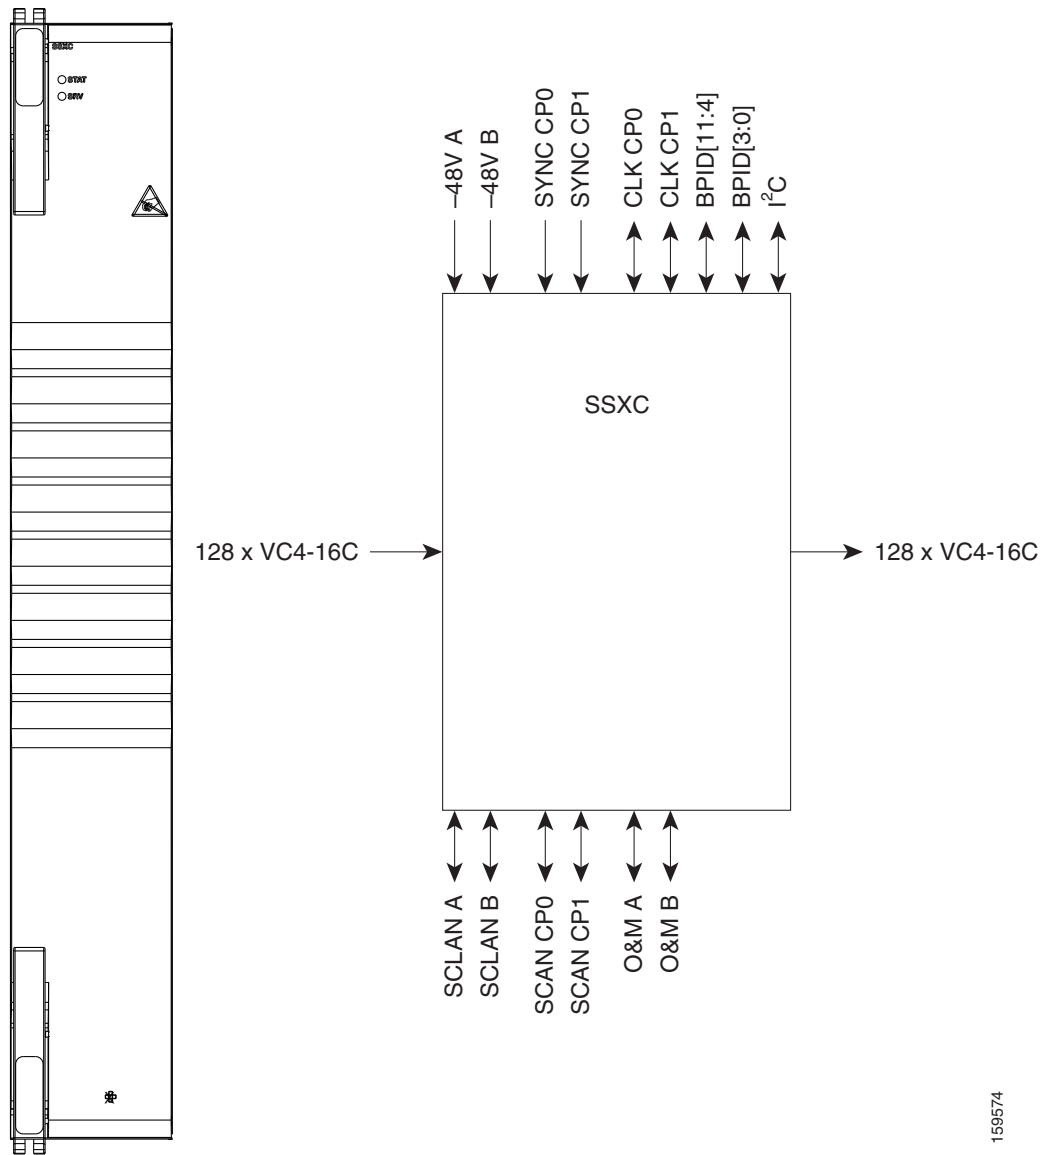 SSXC
STAT
SRV
–48V A
–48V B
SYNC CP0
SYNC CP1
CLK CP0
CLK CP1
BPID[11:4]
BPID[3:0]
I²C
SSXC
128 x VC4-16C
128 x VC4-16C
SCLAN A
SCLAN B
SCAN CP0
SCAN CP1
O&M A
O&M B
159574